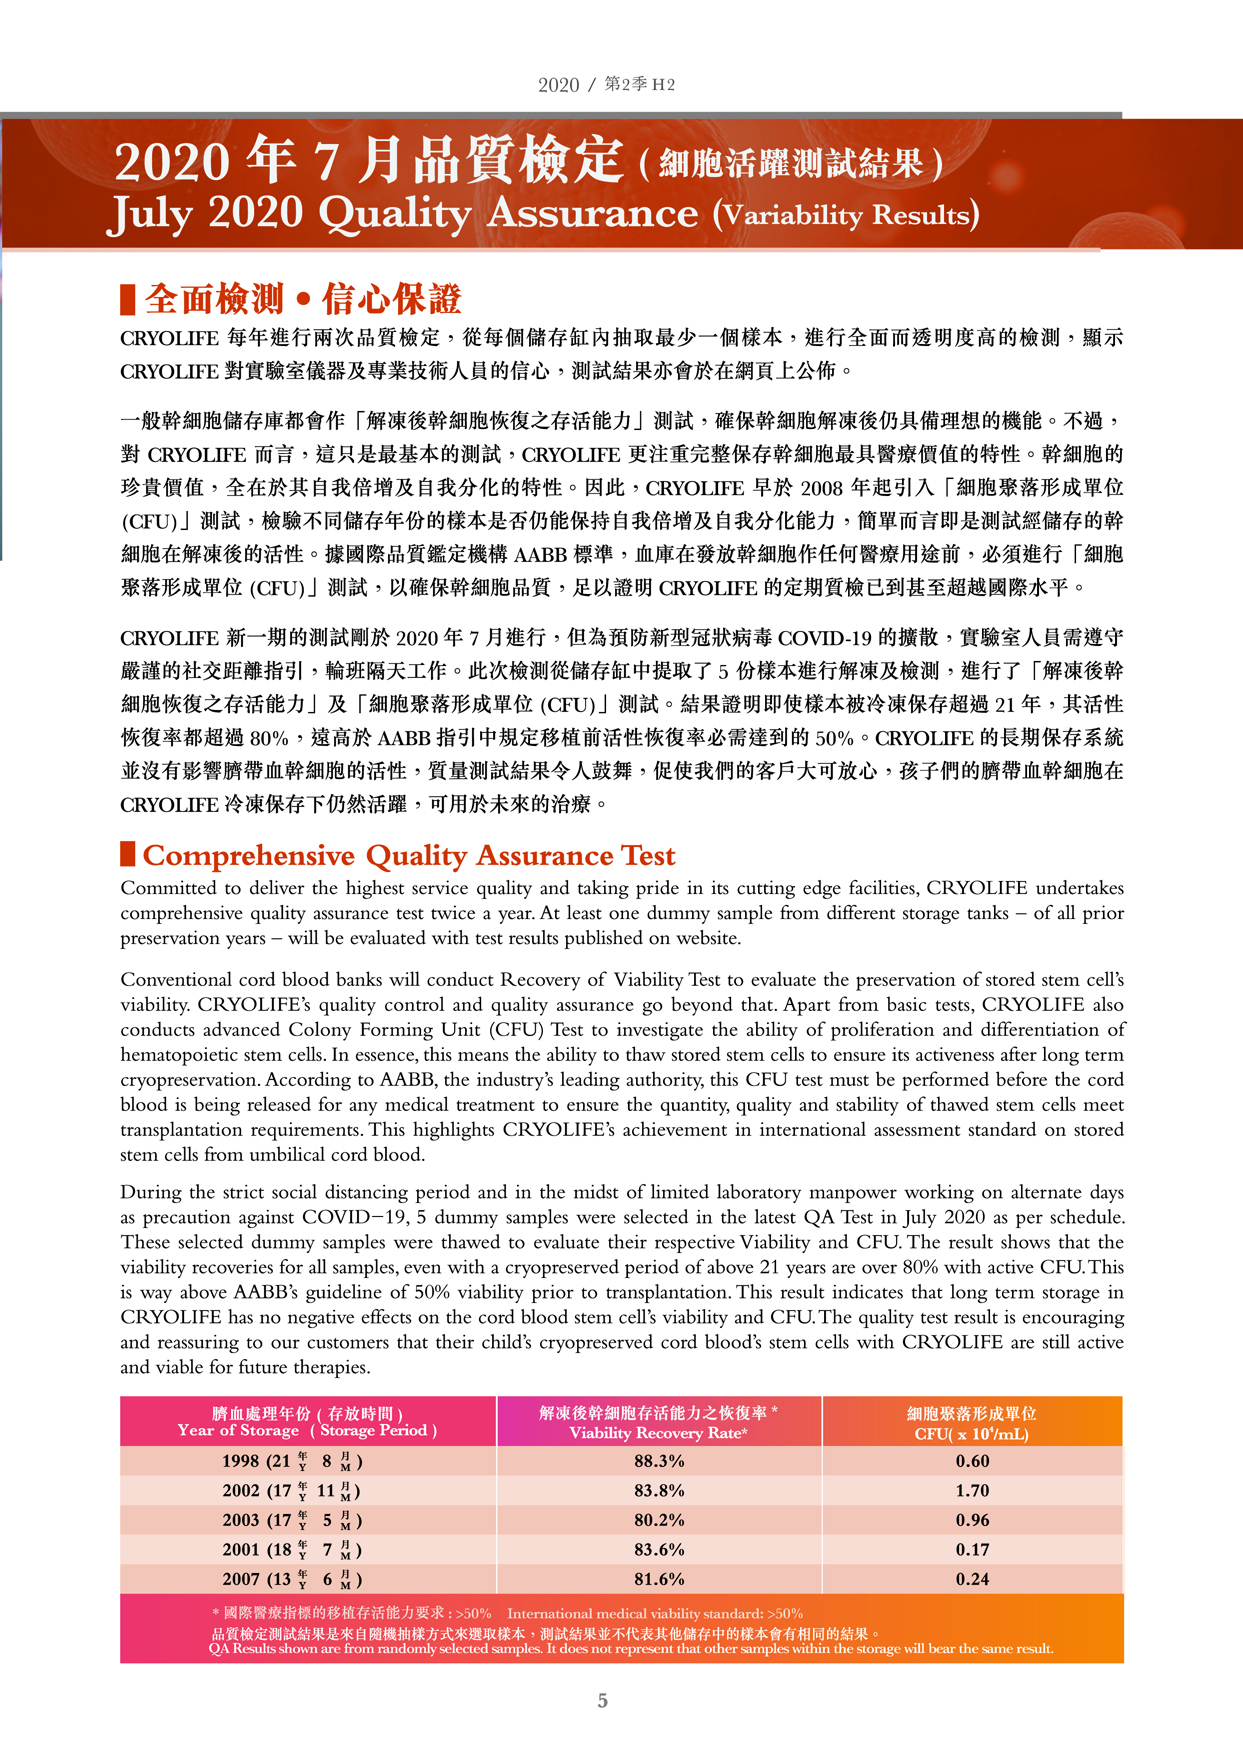 2020 / 第2季 H2
2020 年 7 月品質檢定 ( 細胞活躍測試結果 )
July 2020 Quality Assurance (Variability Results)
全面檢測 • 信心保證
CRYOLIFE 每年進行兩次品質檢定，從每個儲存缸內抽取最少一個樣本，進行全面而透明度高的檢測，顯示
CRYOLIFE 對實驗室儀器及專業技術人員的信心，測試結果亦會於在網頁上公佈。
一般幹細胞儲存庫都會作「解凍後幹細胞恢復之存活能力」測試，確保幹細胞解凍後仍具備理想的機能。不過，
對 CRYOLIFE 而言，這只是最基本的測試，CRYOLIFE 更注重完整保存幹細胞最具醫療價值的特性。幹細胞的
珍貴價值，全在於其自我倍增及自我分化的特性。因此，CRYOLIFE 早於 2008 年起引入「細胞聚落形成單位
(CFU)」測試，檢驗不同儲存年份的樣本是否仍能保持自我倍增及自我分化能力，簡單而言即是測試經儲存的幹
細胞在解凍後的活性。據國際品質鑑定機構 AABB 標準，血庫在發放幹細胞作任何醫療用途前，必須進行「細胞
聚落形成單位 (CFU)」測試，以確保幹細胞品質，足以證明 CRYOLIFE 的定期質檢已到甚至超越國際水平。
CRYOLIFE 新一期的測試剛於 2020 年 7 月進行，但為預防新型冠狀病毒 COVID-19 的擴散，實驗室人員需遵守
嚴謹的社交距離指引，輪班隔天工作。此次檢測從儲存缸中提取了 5 份樣本進行解凍及檢測，進行了「解凍後幹
細胞恢復之存活能力」及「細胞聚落形成單位 (CFU)」測試。結果證明即使樣本被冷凍保存超過 21 年，其活性
恢復率都超過 80%，遠高於 AABB 指引中規定移植前活性恢復率必需達到的 50%。CRYOLIFE 的長期保存系統
並沒有影響臍帶血幹細胞的活性，質量測試結果令人鼓舞，促使我們的客戶大可放心，孩子們的臍帶血幹細胞在
CRYOLIFE 冷凍保存下仍然活躍，可用於未來的治療。
Comprehensive Quality Assurance Test
Committed to deliver the highest service quality and taking pride in its cutting edge facilities, CRYOLIFE undertakes
comprehensive quality assurance test twice a year. At least one dummy sample from different storage tanks – of all prior
preservation years – will be evaluated with test results published on website.
Conventional cord blood banks will conduct Recovery of Viability Test to evaluate the preservation of stored stem cell's
viability. CRYOLIFE's quality control and quality assurance go beyond that. Apart from basic tests, CRYOLIFE also
conducts advanced Colony Forming Unit (CFU) Test to investigate the ability of proliferation and differentiation of
hematopoietic stem cells. In essence, this means the ability to thaw stored stem cells to ensure its activeness after long term
cryopreservation. According to AABB, the industry's leading authority, this CFU test must be performed before the cord
blood is being released for any medical treatment to ensure the quantity, quality and stability of thawed stem cells meet
transplantation requirements. This highlights CRYOLIFE's achievement in international assessment standard on stored
stem cells from umbilical cord blood.
During the strict social distancing period and in the midst of limited laboratory manpower working on alternate days
as precaution against COVID−19, 5 dummy samples were selected in the latest QA Test in July 2020 as per schedule.
These selected dummy samples were thawed to evaluate their respective Viability and CFU. The result shows that the
viability recoveries for all samples, even with a cryopreserved period of above 21 years are over 80% with active CFU. This
is way above AABB's guideline of 50% viability prior to transplantation. This result indicates that long term storage in
CRYOLIFE has no negative effects on the cord blood stem cell's viability and CFU. The quality test result is encouraging
and reassuring to our customers that their child's cryopreserved cord blood's stem cells with CRYOLIFE are still active
and viable for future therapies.
臍血處理年份 ( 存放時間 ) 解凍後幹細胞存活能力之恢復率 * 細胞聚落形成單位
Year of Storage ( Storage Period ) Viability Recovery Rate* CFU( x 10⁴/mL)
1998 (21 年 Y 8 月 M ) 88.3% 0.60
2002 (17 年 Y 11 月 M ) 83.8% 1.70
2003 (17 年 Y 5 月 M ) 80.2% 0.96
2001 (18 年 Y 7 月 M ) 83.6% 0.17
2007 (13 年 Y 6 月 M ) 81.6% 0.24
* 國際醫療指標的移植存活能力要求 : >50% International medical viability standard: >50%
品質檢定測試結果是來自隨機抽樣方式來選取樣本，測試結果並不代表其他儲存中的樣本會有相同的結果。
QA Results shown are from randomly selected samples. It does not represent that other samples within the storage will bear the same result.
5